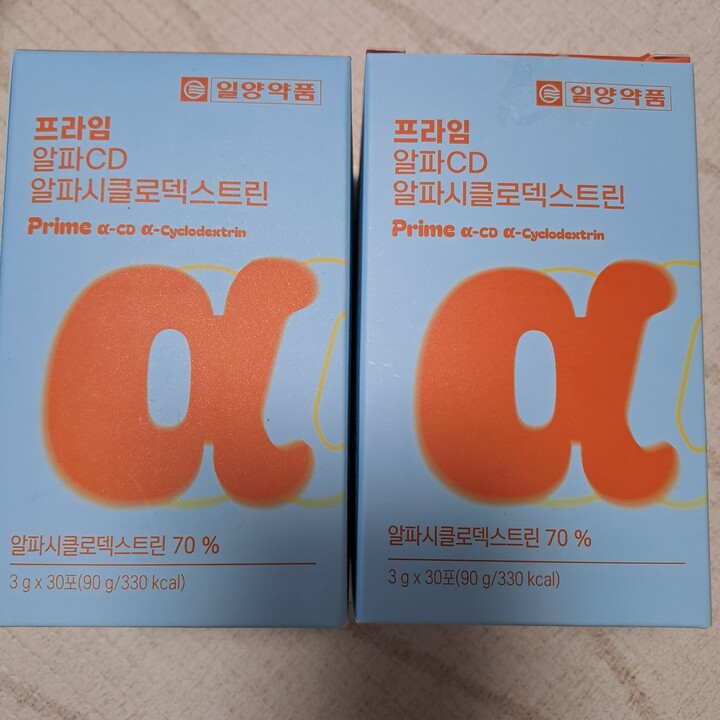 일양약품
프라임
알파CD
알파시클로덱스트린
Prime α-CD α-Cyclodextrin
α
알파시클로덱스트린 70 %
3 g x 30포(90 g/330 kcal)
일양약품
프라임
알파CD
알파시클로덱스트린
Prime α-CD α-Cyclodextrin
α
알파시클로덱스트린 70 %
3 g x 30포(90 g/330 kcal)